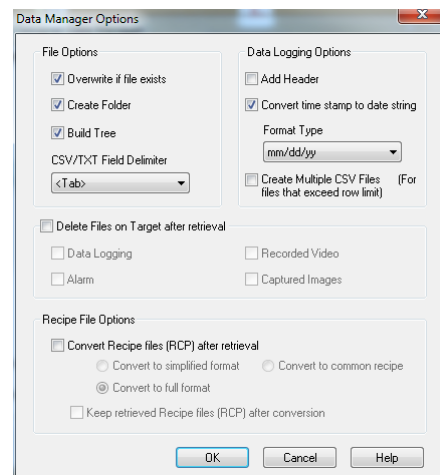 Data Manager Options
File Options
Overwrite if file exists
Create Folder
Build Tree
CSV/TXT Field Delimiter
<Tab>
Data Logging Options
Add Header
Convert time stamp to date string
Format Type
mm/dd/yy
Create Multiple CSV Files (For
files that exceed row limit)
Delete Files on Target after retrieval
Data Logging
Recorded Video
Alarm
Captured Images
Recipe File Options
Convert Recipe files (RCP) after retrieval
Convert to simplified format
Convert to common recipe
Convert to full format
Keep retrieved Recipe files (RCP) after conversion
OK
Cancel
Help